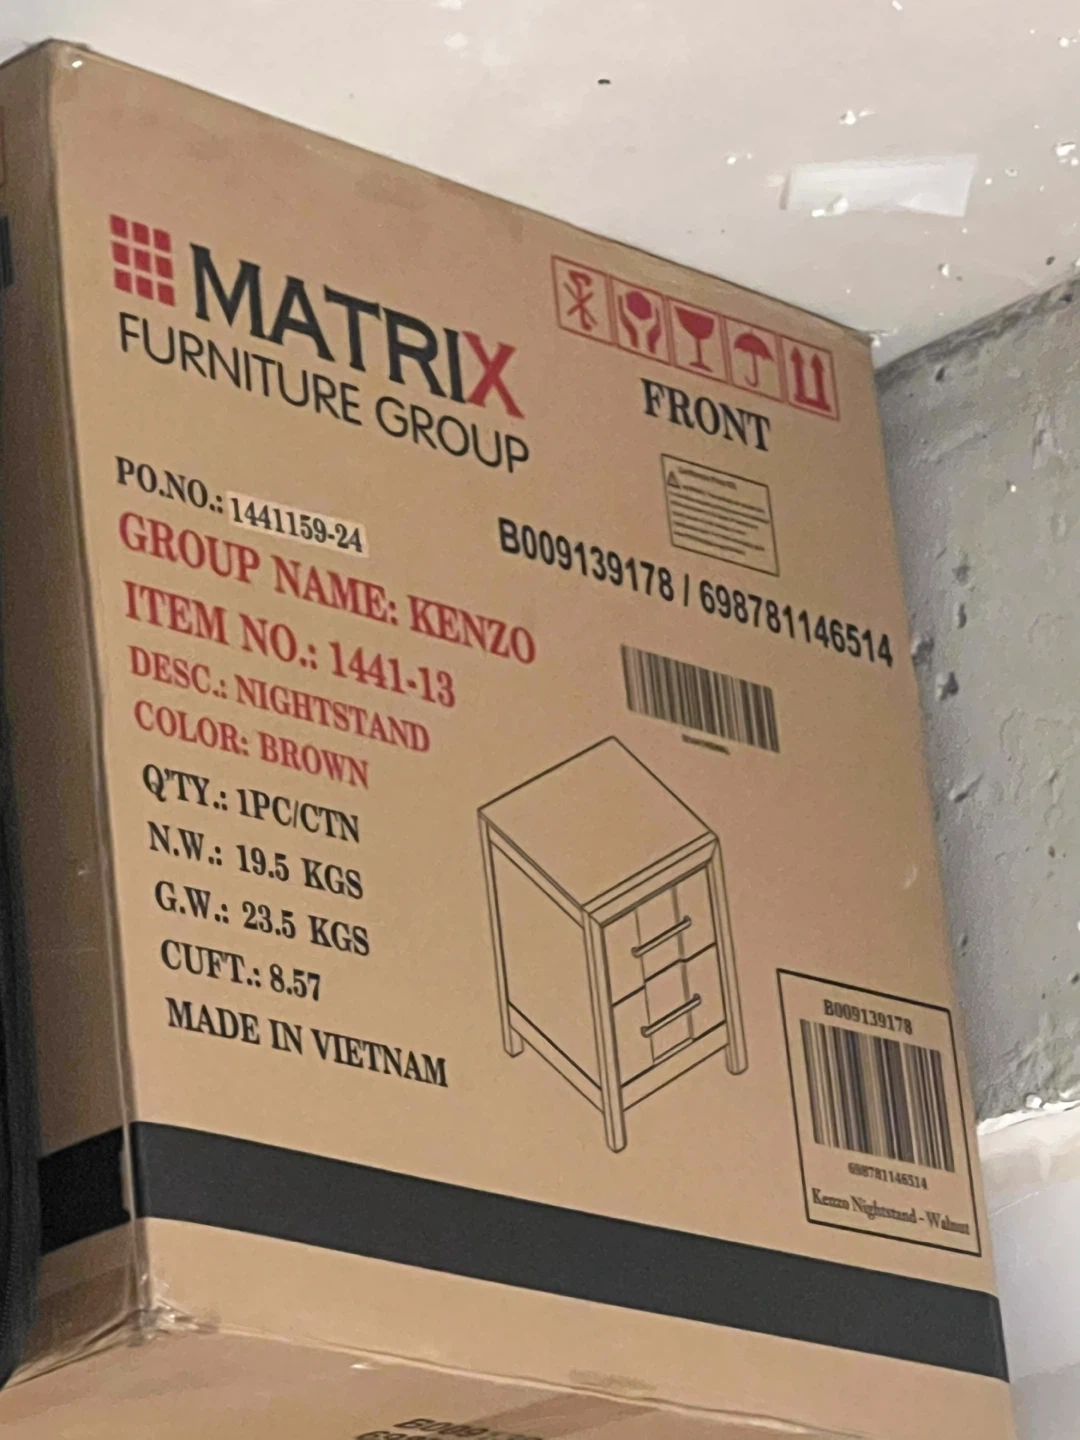 MATRIX
FURNITURE GROUP
FRONT
PO.NO.: 1441159-24
GROUP NAME: KENZO
ITEM NO.: 1441-13
DESC.: NIGHTSTAND
COLOR: BROWN
Q'TY.: 1PC/CTN
N.W.: 19.5 KGS
G.W.: 23.5 KGS
CUFT.: 8.57
MADE IN VIETNAM
B009139178 / 698781146514
B009139178
698781146514
Kenzo Nightstand - Walnut